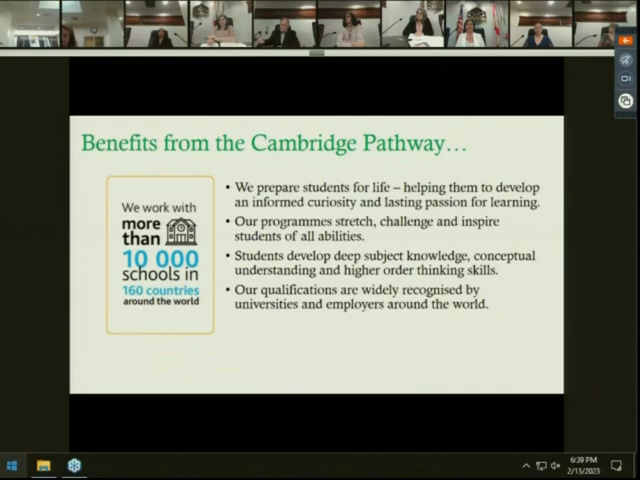 Benefits from the Cambridge Pathway…
We work with
more
than
10 000
schools in
160 countries
around the world
• We prepare students for life – helping them to develop
an informed curiosity and lasting passion for learning.
• Our programmes stretch, challenge and inspire
students of all abilities.
• Students develop deep subject knowledge, conceptual
understanding and higher order thinking skills.
• Our qualifications are widely recognised by
universities and employers around the world.
6:39 PM
2/13/2023